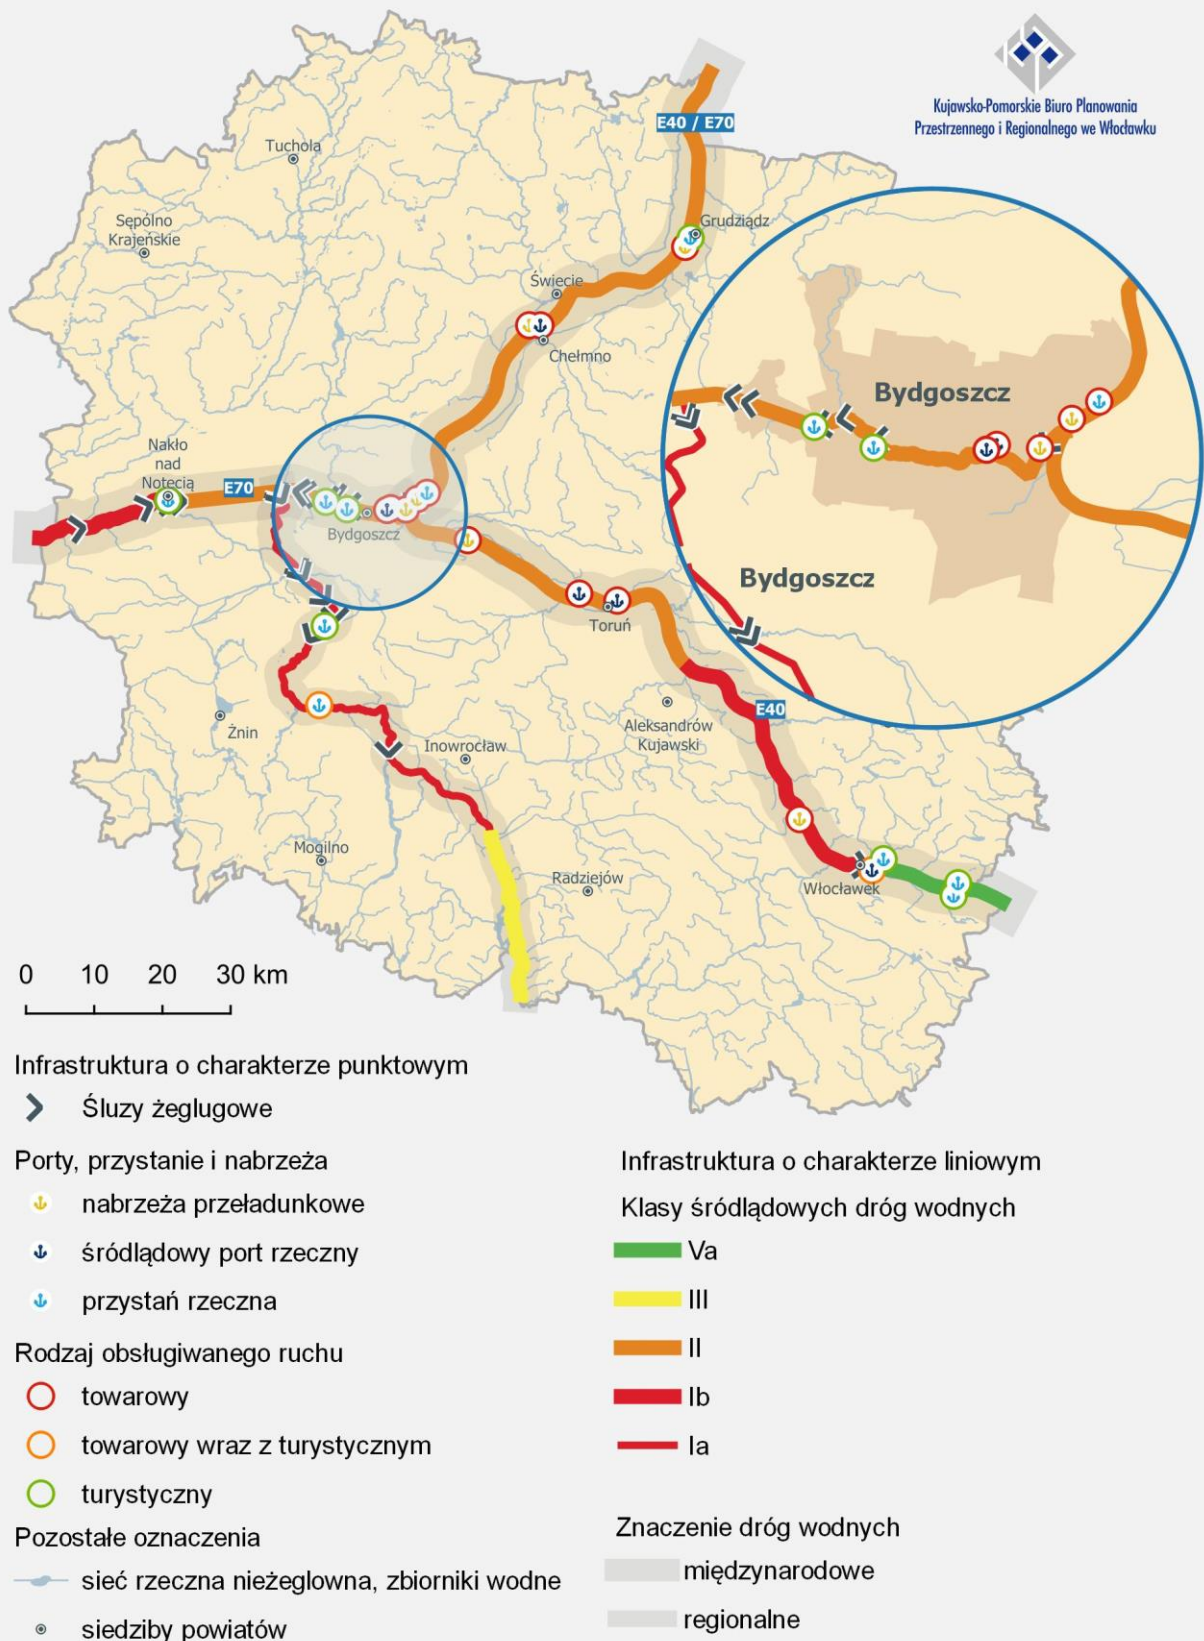 Kujawsko-Pomorskie Biuro Planowania
Przestrzennego i Regionalnego we Włocławku
E40 / E70
Tuchola
Sępólno
Krajeńskie
Grudziądz
Świecie
Chełmno
Bydgoszcz
Nakło
nad
Notecią
E70
Bydgoszcz
Bydgoszcz
Toruń
E40
Aleksandrów
Kujawski
Żnin
Inowrocław
Mogilno
Radziejów
Włocławek
0 10 20 30 km
Infrastruktura o charakterze punktowym
Śluzy żeglugowe
Porty, przystanie i nabrzeża
nabrzeża przeładunkowe
śródlądowy port rzeczny
przystań rzeczna
Rodzaj obsługiwanego ruchu
towarowy
towarowy wraz z turystycznym
turystyczny
Pozostałe oznaczenia
sieć rzeczna nieżeglowna, zbiorniki wodne
siedziby powiatów
Infrastruktura o charakterze liniowym
Klasy śródlądowych dróg wodnych
Va
III
II
Ib
Ia
Znaczenie dróg wodnych
międzynarodowe
regionalne